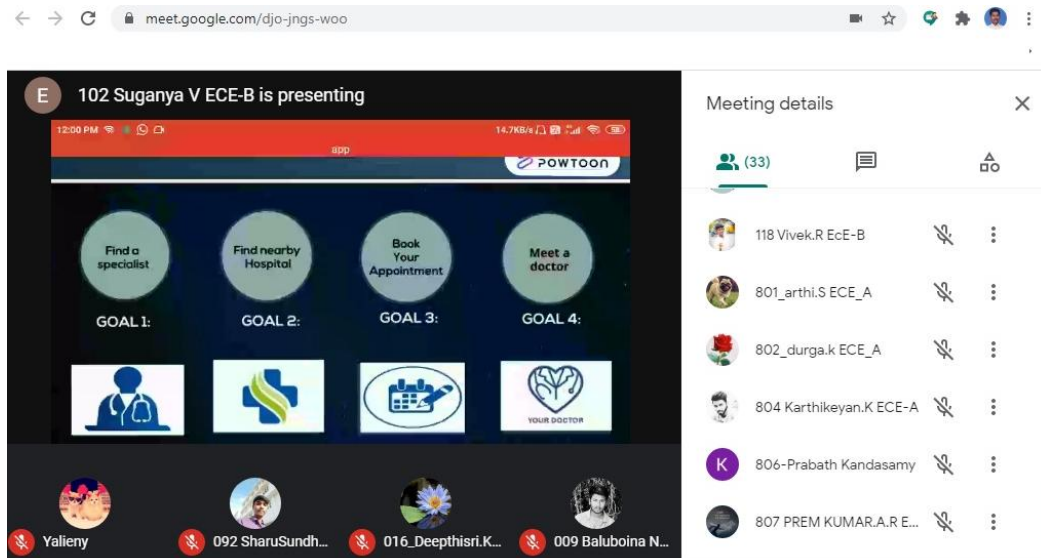 meet.google.com/djo-jngs-woo
E
102 Suganya V ECE-B is presenting
12:00 PM
14.7KB/s
app
POWTOON
Find a
specialist
Find nearby
Hospital
Book
Your
Appointment
Meet a
doctor
GOAL 1:
GOAL 2:
GOAL 3:
GOAL 4:
YOUR DOCTOR
Yalieny
092 SharuSundh...
016_Deepthisri.K...
009 Baluboina N...
Meeting details
(33)
118 Vivek.R EcE-B
801_arthi.S ECE_A
802_durga.k ECE_A
804 Karthikeyan.K ECE-A
K
806-Prabath Kandasamy
807 PREM KUMAR.A.R E...